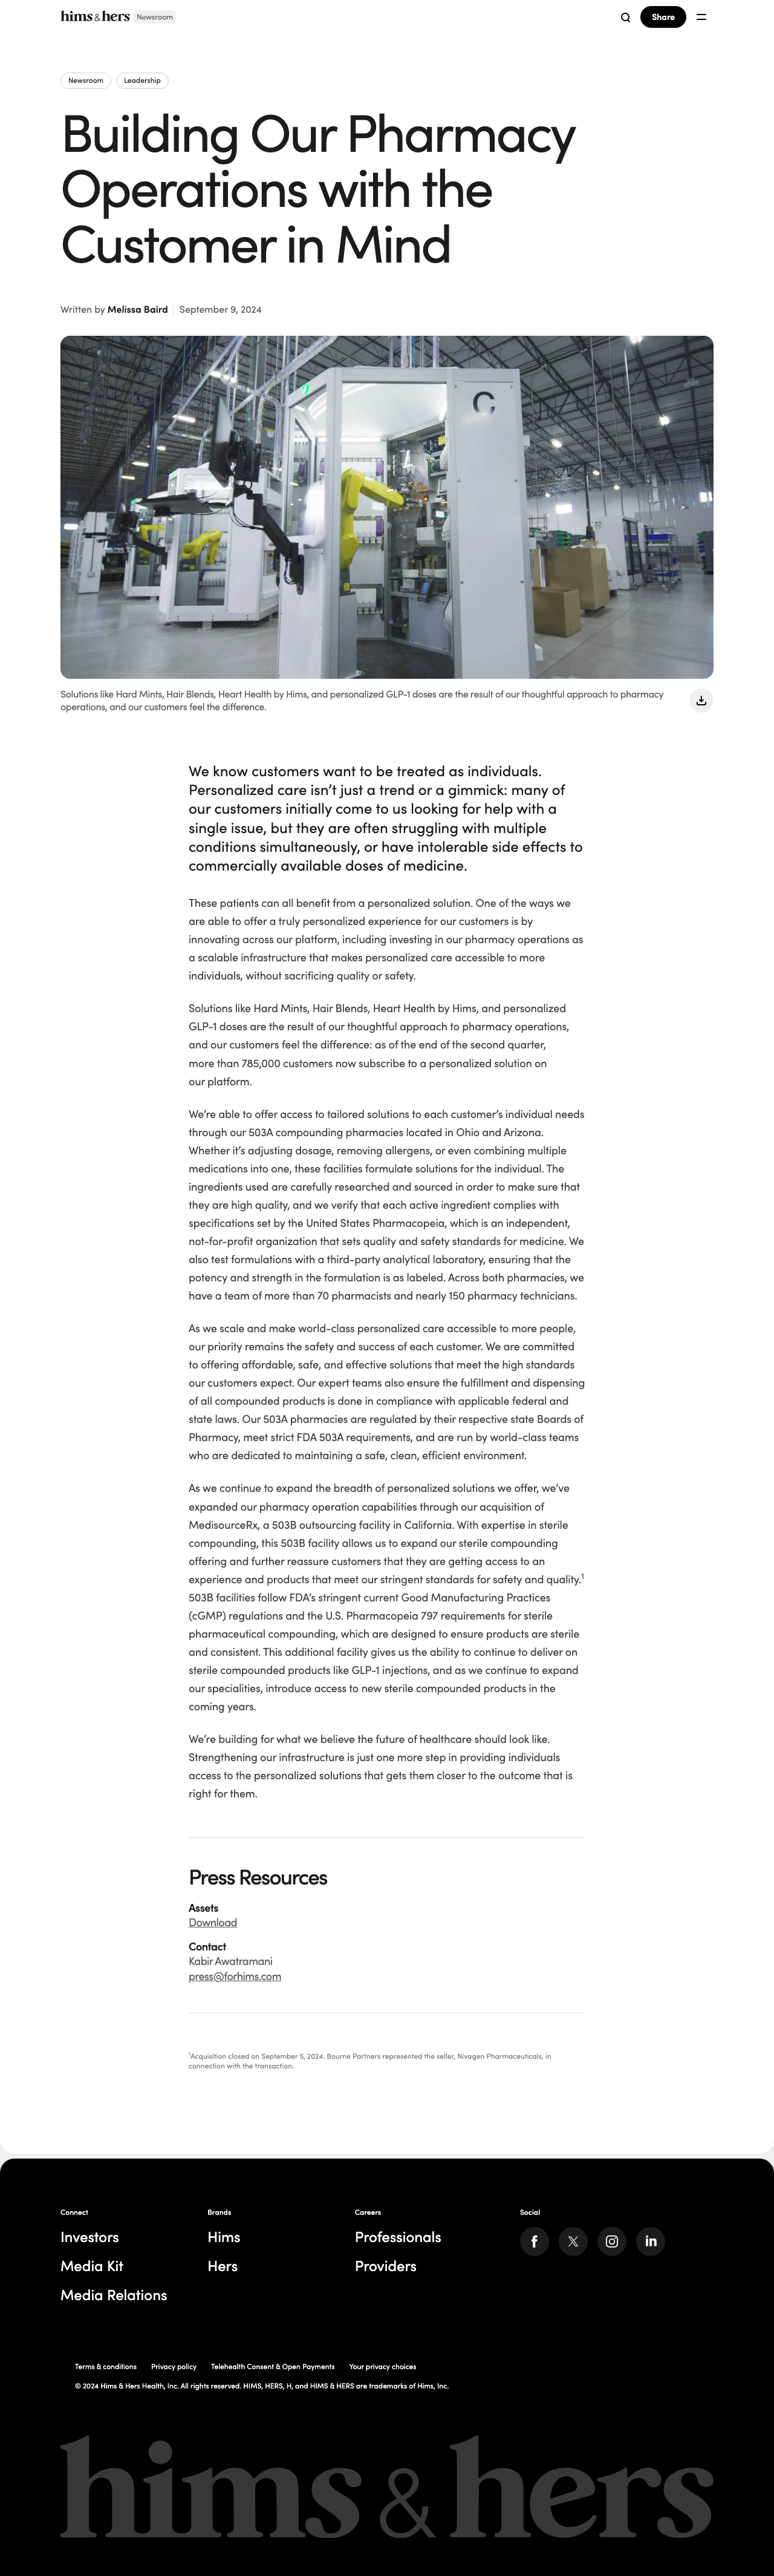 hims&hers Newsroom
Share
Newsroom Leadership
Building Our Pharmacy
Operations with the
Customer in Mind
Written by Melissa Baird September 9, 2024
C
Solutions like Hard Mints, Hair Blends, Heart Health by Hims, and personalized GLP-1 doses are the result of our thoughtful approach to pharmacy
operations, and our customers feel the difference.
We know customers want to be treated as individuals.
Personalized care isn’t just a trend or a gimmick: many of
our customers initially come to us looking for help with a
single issue, but they are often struggling with multiple
conditions simultaneously, or have intolerable side effects to
commercially available doses of medicine.
These patients can all benefit from a personalized solution. One of the ways we
are able to offer a truly personalized experience for our customers is by
innovating across our platform, including investing in our pharmacy operations as
a scalable infrastructure that makes personalized care accessible to more
individuals, without sacrificing quality or safety.
Solutions like Hard Mints, Hair Blends, Heart Health by Hims, and personalized
GLP-1 doses are the result of our thoughtful approach to pharmacy operations,
and our customers feel the difference: as of the end of the second quarter,
more than 785,000 customers now subscribe to a personalized solution on
our platform.
We’re able to offer access to tailored solutions to each customer’s individual needs
through our 503A compounding pharmacies located in Ohio and Arizona.
Whether it’s adjusting dosage, removing allergens, or even combining multiple
medications into one, these facilities formulate solutions for the individual. The
ingredients used are carefully researched and sourced in order to make sure that
they are high quality, and we verify that each active ingredient complies with
specifications set by the United States Pharmacopeia, which is an independent,
not-for-profit organization that sets quality and safety standards for medicine. We
also test formulations with a third-party analytical laboratory, ensuring that the
potency and strength in the formulation is as labeled. Across both pharmacies, we
have a team of more than 70 pharmacists and nearly 150 pharmacy technicians.
As we scale and make world-class personalized care accessible to more people,
our priority remains the safety and success of each customer. We are committed
to offering affordable, safe, and effective solutions that meet the high standards
our customers expect. Our expert teams also ensure the fulfillment and dispensing
of all compounded products is done in compliance with applicable federal and
state laws. Our 503A pharmacies are regulated by their respective state Boards of
Pharmacy, meet strict FDA 503A requirements, and are run by world-class teams
who are dedicated to maintaining a safe, clean, efficient environment.
As we continue to expand the breadth of personalized solutions we offer, we’ve
expanded our pharmacy operation capabilities through our acquisition of
MedisourceRx, a 503B outsourcing facility in California. With expertise in sterile
compounding, this 503B facility allows us to expand our sterile compounding
offering and further reassure customers that they are getting access to an
experience and products that meet our stringent standards for safety and quality.1
503B facilities follow FDA’s stringent current Good Manufacturing Practices
(cGMP) regulations and the U.S. Pharmacopeia 797 requirements for sterile
pharmaceutical compounding, which are designed to ensure products are sterile
and consistent. This additional facility gives us the ability to continue to deliver on
sterile compounded products like GLP-1 injections, and as we continue to expand
our specialities, introduce access to new sterile compounded products in the
coming years.
We’re building for what we believe the future of healthcare should look like.
Strengthening our infrastructure is just one more step in providing individuals
access to the personalized solutions that gets them closer to the outcome that is
right for them.
Press Resources
Assets
Download
Contact
Kabir Awatramani
press@forhims.com
1Acquisition closed on September 5, 2024. Bourne Partners represented the seller, Nivagen Pharmaceuticals, in
connection with the transaction.
Connect
Investors
Media Kit
Media Relations
Brands
Hims
Hers
Careers
Professionals
Providers
Social
Terms & conditions Privacy policy Telehealth Consent & Open Payments Your privacy choices
© 2024 Hims & Hers Health, Inc. All rights reserved. HIMS, HERS, H, and HIMS & HERS are trademarks of Hims, Inc.
hims & hers